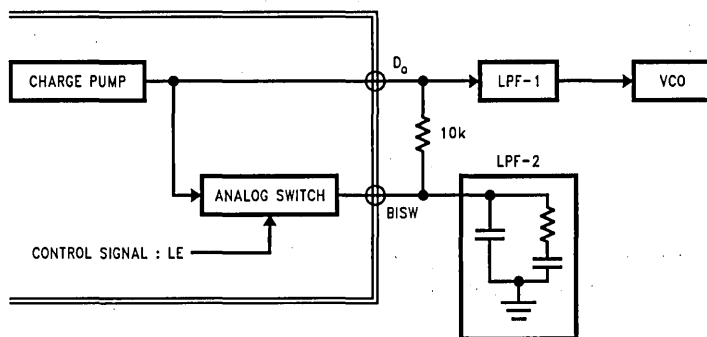 Do
CHARGE PUMP
LPF-1
VCO
10k
LPF-2
ANALOG SWITCH
BISW
CONTROL SIGNAL : LE